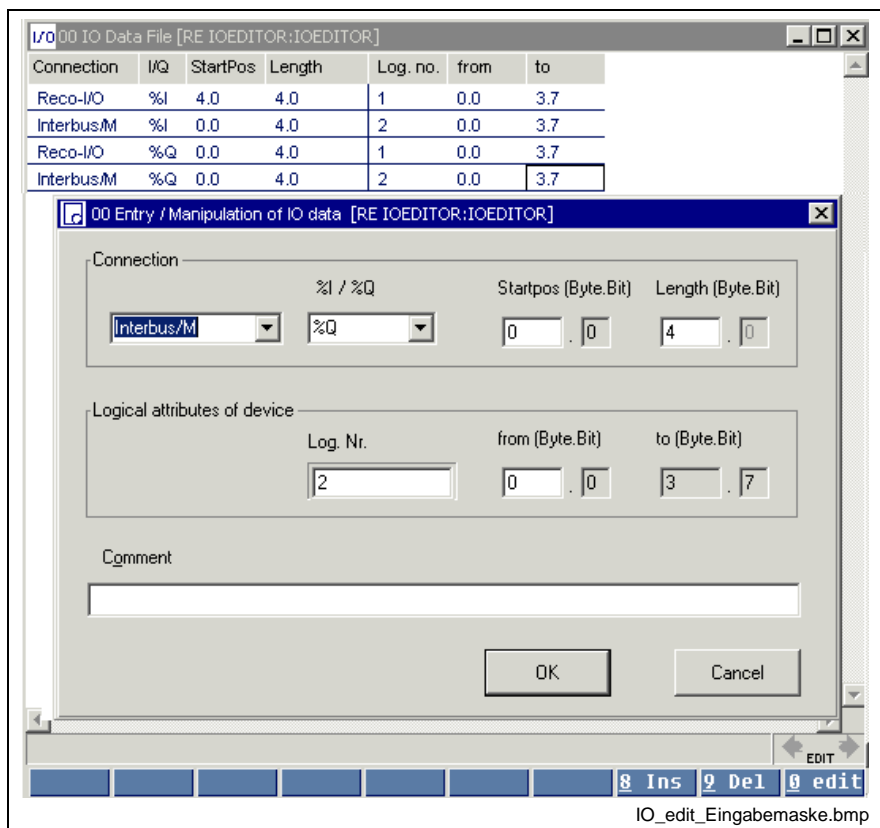 I/O 00 IO Data File [RE IOEDITOR:IOEDITOR]
Connection I/Q StartPos Length Log. no. from to
Reco-I/O %I 4.0 4.0 1 0.0 3.7
Interbus/M %I 0.0 4.0 2 0.0 3.7
Reco-I/O %Q 0.0 4.0 1 0.0 3.7
Interbus/M %Q 0.0 4.0 2 0.0 3.7
00 Entry / Manipulation of IO data [RE IOEDITOR:IOEDITOR]
Connection
%I / %Q Startpos (Byte.Bit) Length (Byte.Bit)
Interbus/M %Q 0 . 0 4 . 0
Logical attributes of device
Log. Nr. from (Byte.Bit) to (Byte.Bit)
2 0 . 0 3 . 7
Comment
OK Cancel
EDIT
8 Ins 9 Del 0 edit
IO_edit_Eingabemaske.bmp